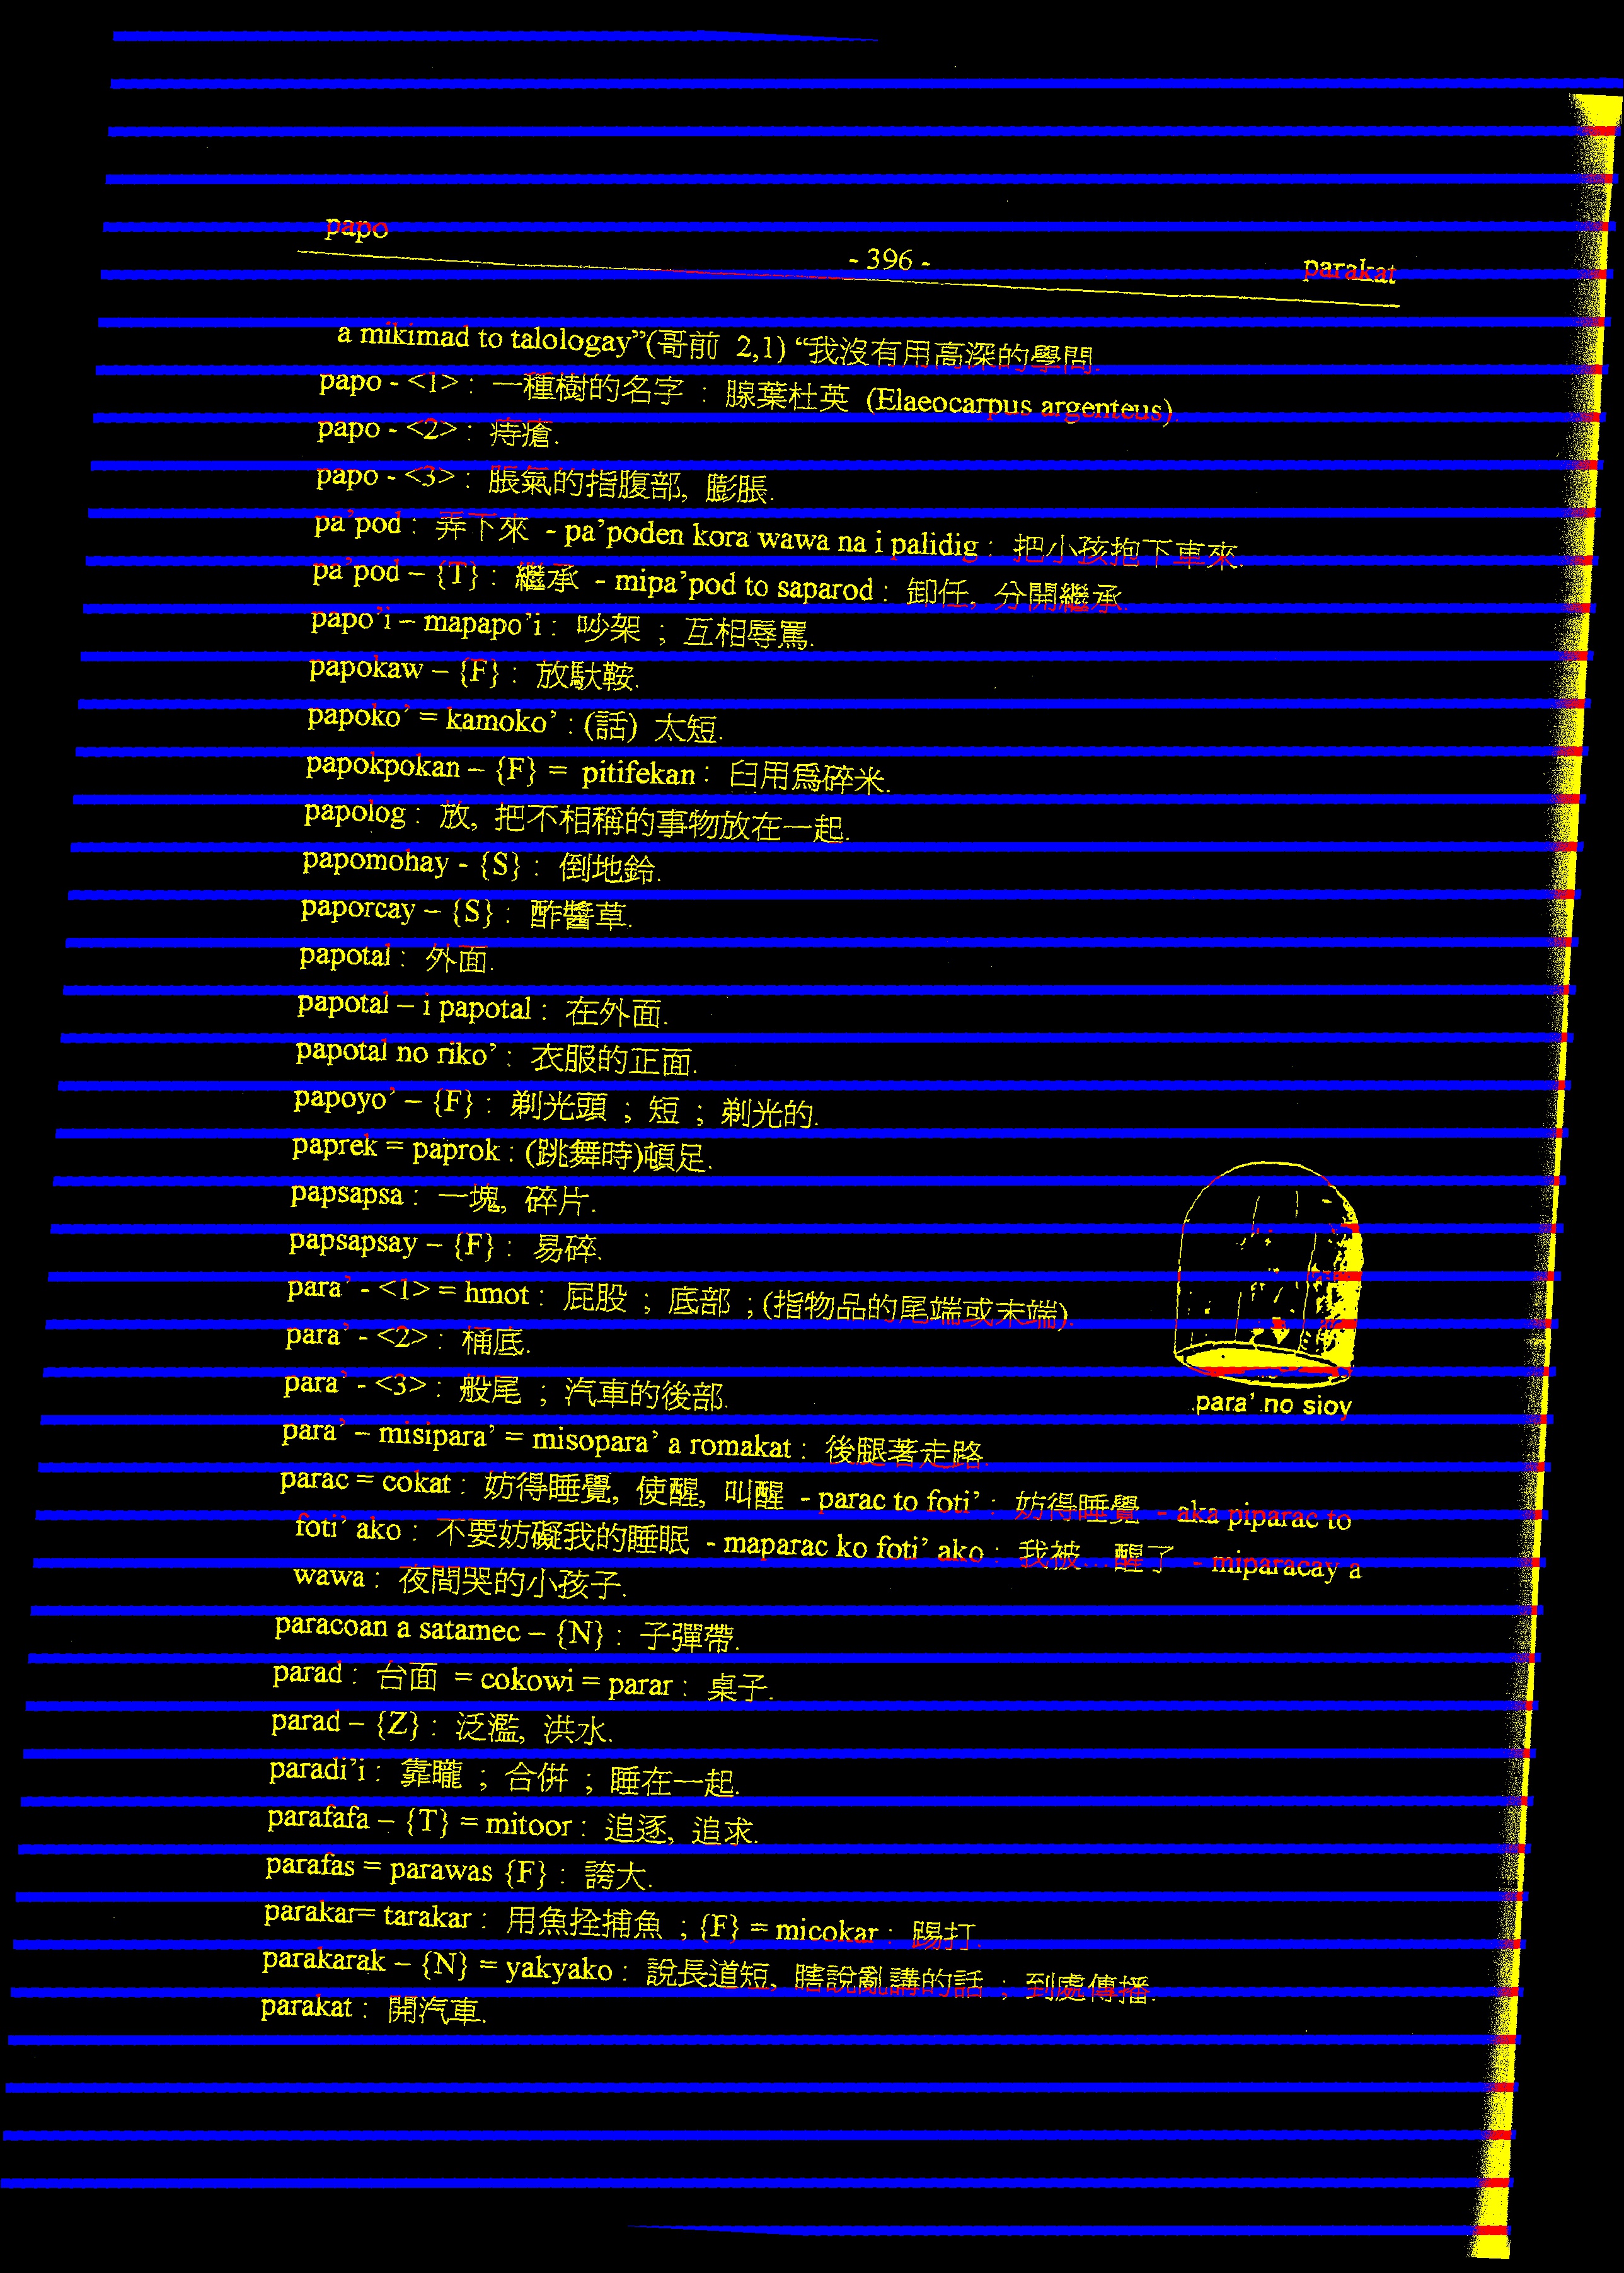 papo
- 396 -
parakat
a mikimad to talologay”(哥前 2,1) “我沒有用高深的學問.
papo - <1> : 一種樹的名字 : 腺葉杜英 (Elaeocarpus argenteus).
papo - <2> : 痔瘡.
papo - <3> : 脹氣的指腹部, 膨脹.
pa’pod : 弄下來 - pa’poden kora wawa na i palidig : 把小孩抱下車來.
pa’pod – {T} : 繼承 - mipa’pod to saparod : 卸任, 分開繼承.
papo’i – mapapo’i : 吵架 ; 互相辱罵.
papokaw – {F} : 放馱鞍.
papoko’ = kamoko’ : (話) 太短.
papokpokan – {F} = pitifekan : 臼用爲碎米.
papolog : 放, 把不相稱的事物放在一起.
papomohay - {S} : 倒地鈴.
paporcay – {S} : 酢醬草.
papotal : 外面.
papotal – i papotal : 在外面.
papotal no riko’ : 衣服的正面.
papoyo’ – {F} : 剃光頭 ; 短 ; 剃光的.
paprek = paprok : (跳舞時)頓足.
papsapsa : 一塊, 碎片.
papsapsay – {F} : 易碎.
para’ - <1> = hmot : 屁股 ; 底部 ; (指物品的尾端或末端).
para’ - <2> : 桶底.
para’ - <3> : 般尾 ; 汽車的後部.
para’ no sioy
para’ – misipara’ = misopara’ a romakat : 後腿著走路.
parac = cokat : 妨得睡覺, 使醒, 叫醒 - parac to foti’ : 妨得睡覺 - aka piparac to
foti’ ako : 不要妨礙我的睡眠 - maparac ko foti’ ako : 我被...醒了 - miparacay a
wawa : 夜間哭的小孩子.
paracoan a satamec – {N} : 子彈帶.
parad : 台面 = cokowi = parar : 桌子.
parad – {Z} : 泛濫, 洪水.
paradi’i : 靠曨 ; 合併 ; 睡在一起.
parafafa – {T} = mitoor : 追逐, 追求.
parafas = parawas {F} : 誇大.
parakar= tarakar : 用魚拴捕魚 ; {F} = micokar : 踢打.
parakarak – {N} = yakyako : 說長道短, 瞎說亂講的話 ; 到處傳播.
parakat : 開汽車.